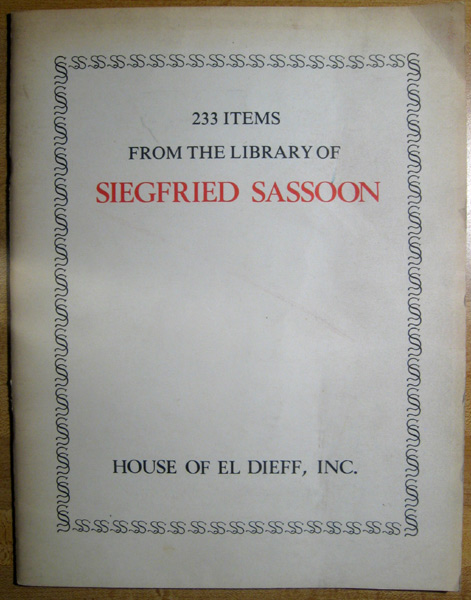 233 ITEMS
FROM THE LIBRARY OF
SIEGFRIED SASSOON
HOUSE OF EL DIEFF, INC.